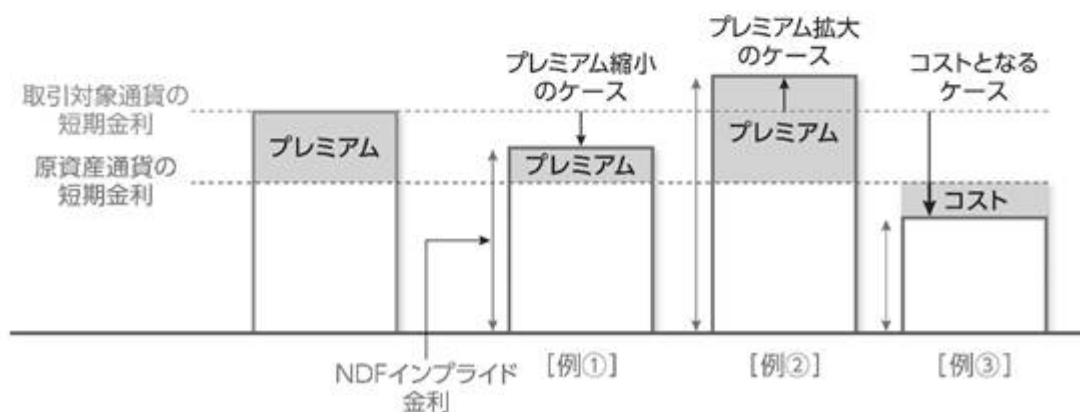 取引対象通貨の
短期金利
原資産通貨の
短期金利
プレミアム
プレミアム縮小
のケース
プレミアム
プレミアム拡大
のケース
プレミアム
コストとなる
ケース
コスト
NDFインプライド
金利
［例①］
［例②］
［例③］